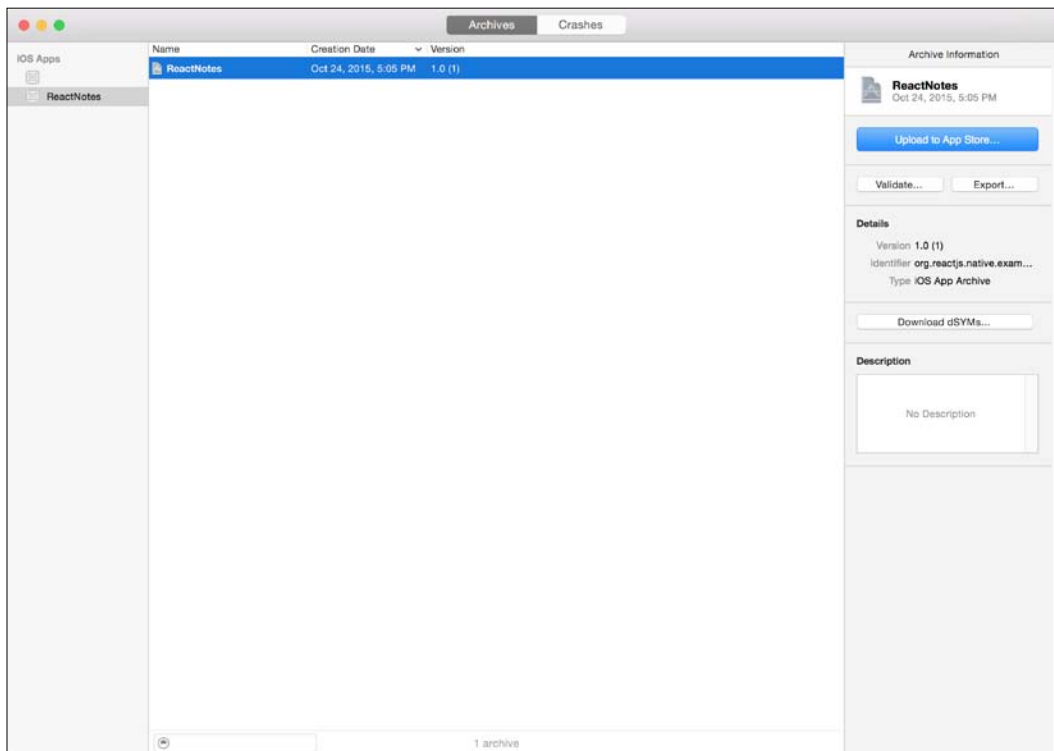 Archives Crashes
iOS Apps
ReactNotes
Name Creation Date Version
ReactNotes Oct 24, 2015, 5:05 PM 1.0 (1)
1 archive
Archive Information
ReactNotes
Oct 24, 2015, 5:05 PM
Upload to App Store...
Validate... Export...
Details
Version 1.0 (1)
Identifier org.reactjs.native.exam...
Type iOS App Archive
Download dSYMs...
Description
No Description